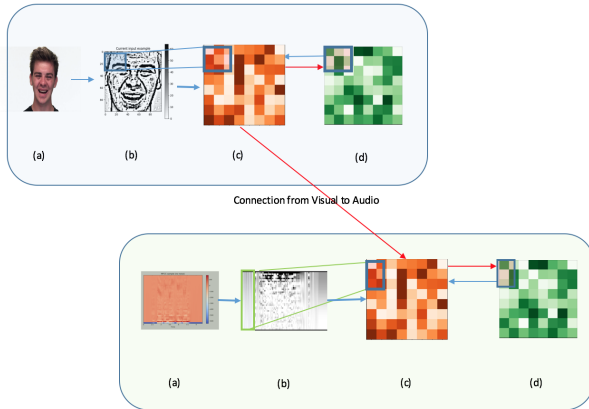 Current input example
(a)
(b)
(c)
(d)
Connection from Visual to Audio
(a)
(b)
(c)
(d)